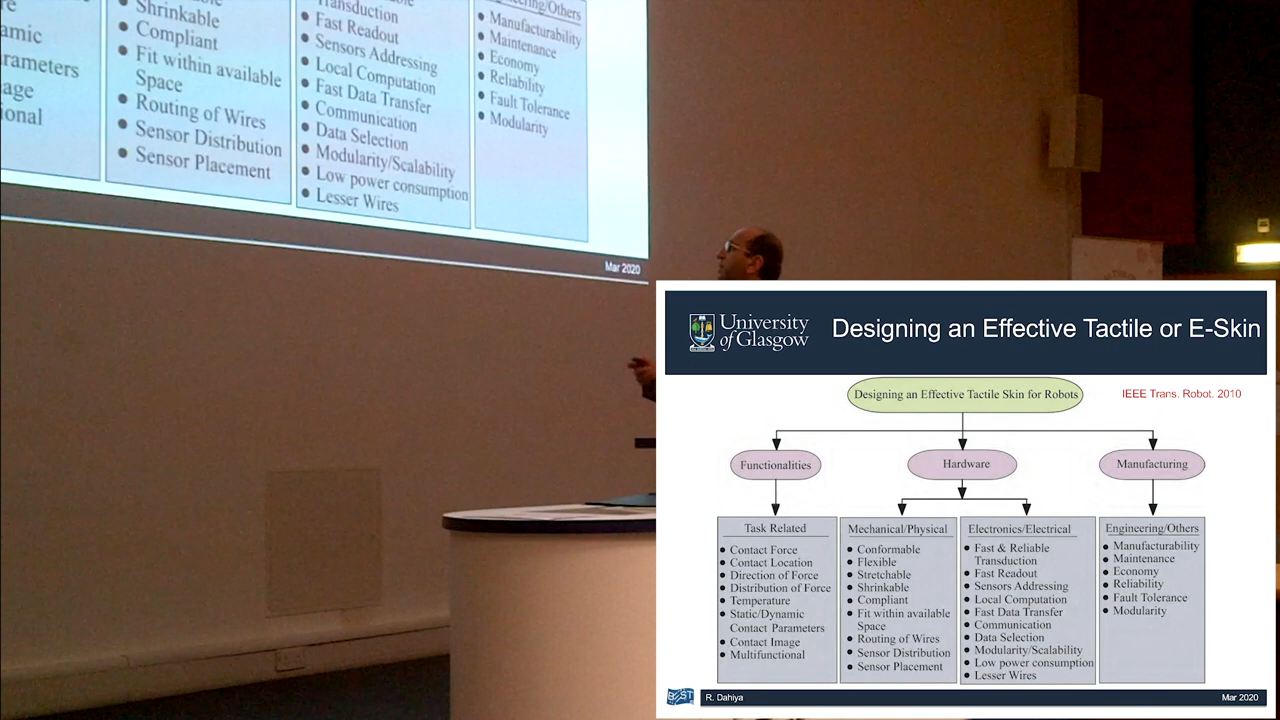 Shrinkable
Compliant
Fit within available
Space
Routing of Wires
Sensor Distribution
Sensor Placement
Transduction
Fast Readout
Sensors Addressing
Local Computation
Fast Data Transfer
Communication
Data Selection
Modularity/Scalability
Low power consumption
Lesser Wires
Manufacturability
Maintenance
Economy
Reliability
Fault Tolerance
Modularity
Mar 2020
University
of Glasgow
Designing an Effective Tactile or E-Skin
Designing an Effective Tactile Skin for Robots
IEEE Trans. Robot. 2010
Functionalities
Hardware
Manufacturing
Task Related
Contact Force
Contact Location
Direction of Force
Distribution of Force
Temperature
Static/Dynamic
Contact Parameters
Contact Image
Multifunctional
Mechanical/Physical
Conformable
Flexible
Stretchable
Shrinkable
Compliant
Fit within available
Space
Routing of Wires
Sensor Distribution
Sensor Placement
Electronics/Electrical
Fast & Reliable
Transduction
Fast Readout
Sensors Addressing
Local Computation
Fast Data Transfer
Communication
Data Selection
Modularity/Scalability
Low power consumption
Lesser Wires
Engineering/Others
Manufacturability
Maintenance
Economy
Reliability
Fault Tolerance
Modularity
R. Dahiya
Mar 2020